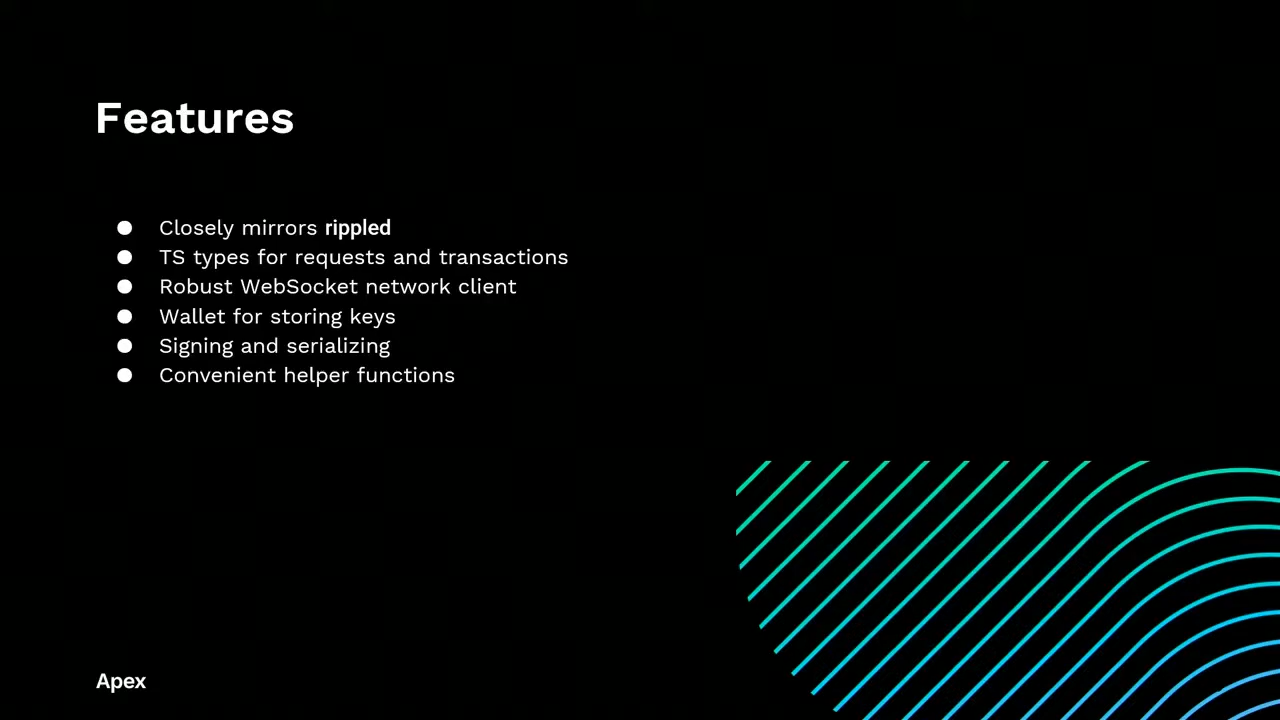 Features
● Closely mirrors rippled
● TS types for requests and transactions
● Robust WebSocket network client
● Wallet for storing keys
● Signing and serializing
● Convenient helper functions
Apex